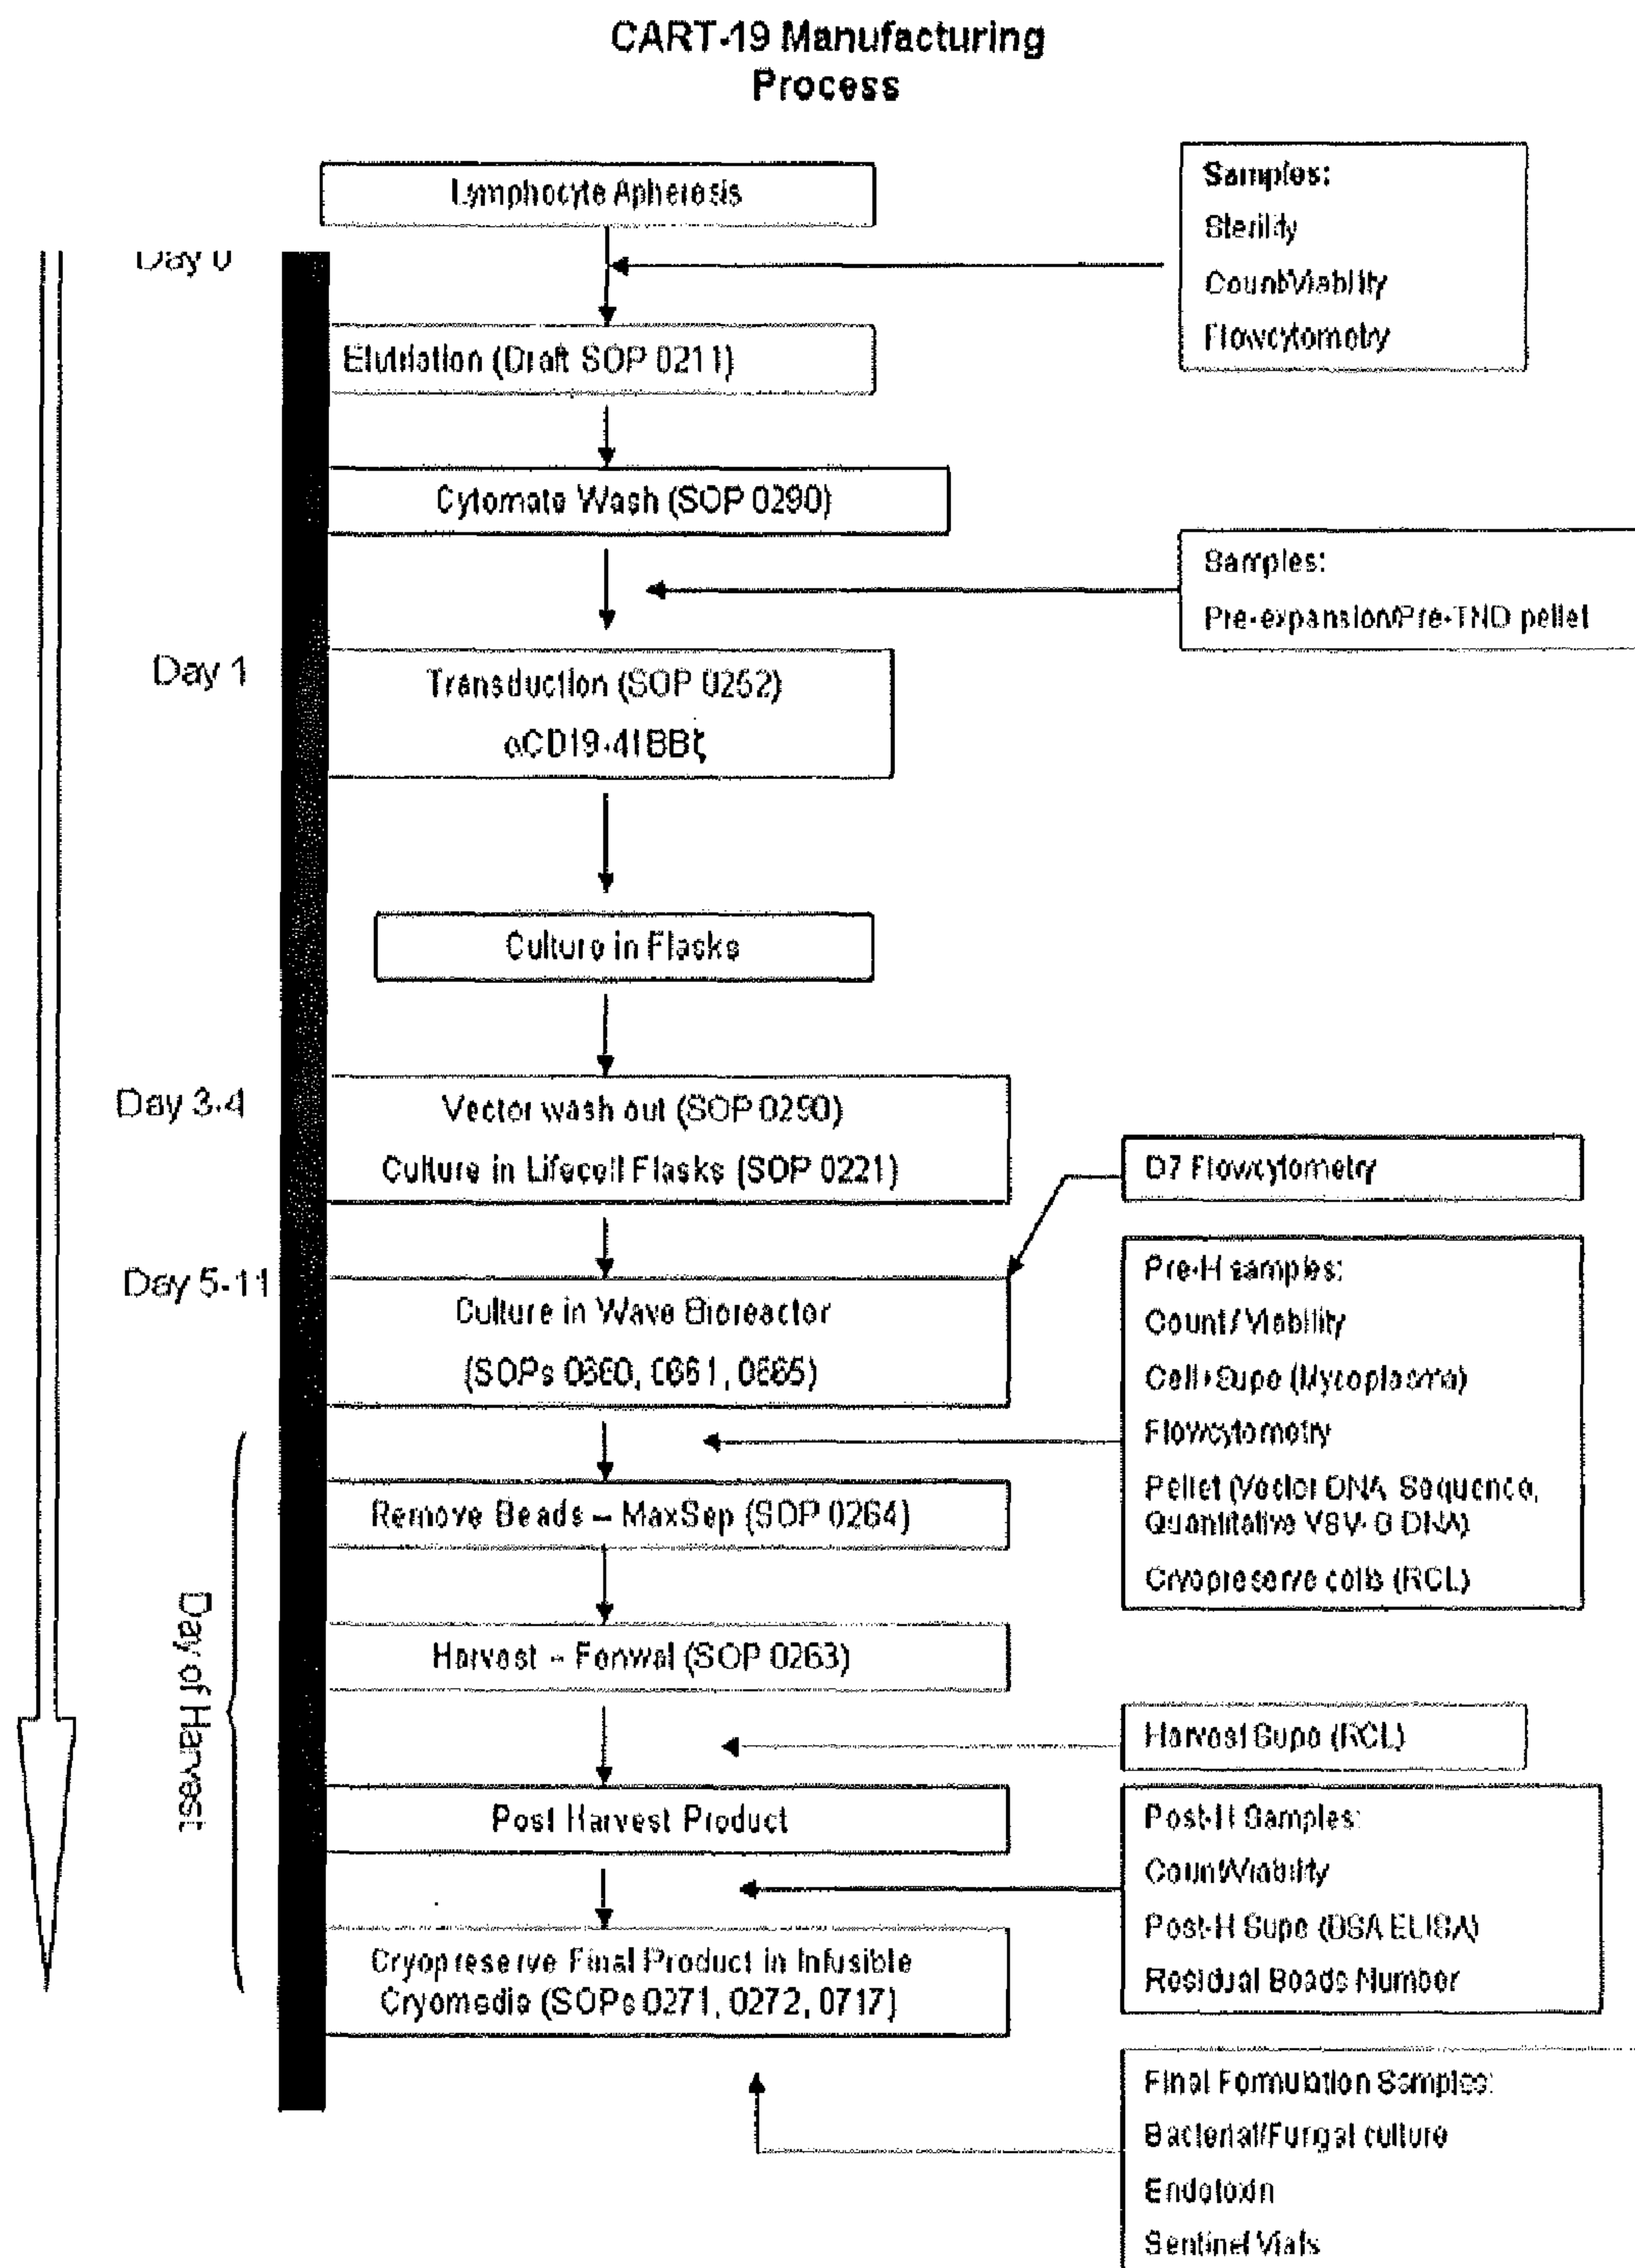 CART-19 Manufacturing
Process
Lymphocyte Apheresis
Samples:
Sterility
Count/Viability
Flowcytometry
Day 0
Elutriation (Draft SOP 0211)
Cytomate Wash (SOP 0290)
Samples:
Pre-expansion/Pre-TND pellet
Day 1
Transduction (SOP 0252)
αCD19-41BBζ
Culture in Flasks
Day 3-4
Vector wash out (SOP 0290)
Culture in Lifecell Flasks (SOP 0221)
D7 Flowcytometry
Day 5-11
Culture in Wave Bioreactor
(SOPs
Pre-H samples:
Count / Viability
Cell+Supe (Mycoplasma)
Flowcytometry
Pellet (Vector DNA Sequence,
Quantitative VSV-G DNA)
Cryopreserve cells (RCL)
Day of Harvest
Remove Beads – MaxSep (SOP 0264)
Harvest – Fenwal (SOP 0263)
Harvest Supe (RCL)
Post Harvest Product
Post-H Samples:
Count/Viability
Post-H Supe (BSA ELISA)
Residual Beads Number
Cryopreserve Final Product in Infusible
Cryomedia (SOPs 0271, 0272, 0717)
Final Formulation Samples:
Bacterial/Fungal culture
Endotoxin
Sentinel Vials